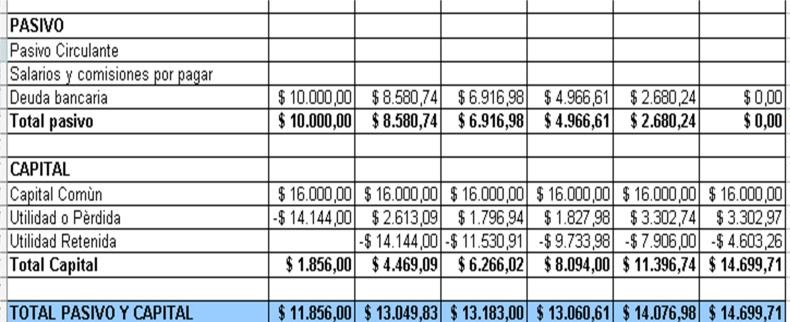 PASIVO
Pasivo Circulante
Salarios y comisiones por pagar
Deuda bancaria $ 10.000,00 $ 8.580,74 $ 6.916,98 $ 4.966,61 $ 2.680,24 $ 0,00
Total pasivo $ 10.000,00 $ 8.580,74 $ 6.916,98 $ 4.966,61 $ 2.680,24 $ 0,00
CAPITAL
Capital Comùn $ 16.000,00 $ 16.000,00 $ 16.000,00 $ 16.000,00 $ 16.000,00 $ 16.000,00
Utilidad o Pèrdida -$ 14.144,00 $ 2.613,09 $ 1.796,94 $ 1.827,98 $ 3.302,74 $ 3.302,97
Utilidad Retenida -$ 14.144,00 -$ 11.530,91 -$ 9.733,98 -$ 7.906,00 -$ 4.603,26
Total Capital $ 1.856,00 $ 4.469,09 $ 6.266,02 $ 8.094,00 $ 11.396,74 $ 14.699,71
TOTAL PASIVO Y CAPITAL $ 11.856,00 $ 13.049,83 $ 13.183,00 $ 13.060,61 $ 14.076,98 $ 14.699,71